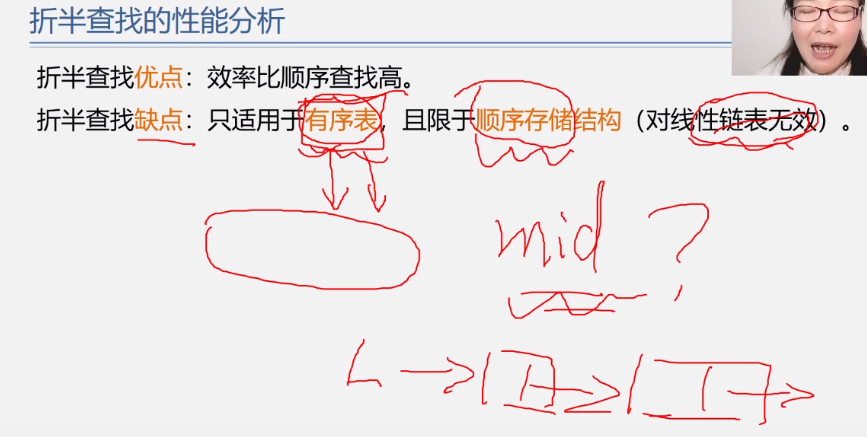 折半查找的性能分析
折半查找优点：效率比顺序查找高。
折半查找缺点：只适用于有序表，且限于顺序存储结构（对线性链表无效）。
mid ?
L